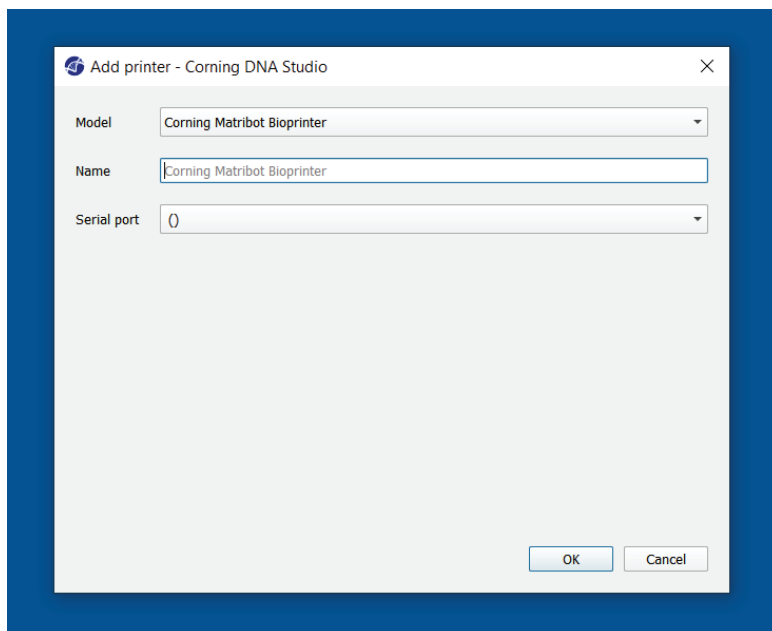 Add printer - Corning DNA Studio
Model Corning Matribot Bioprinter
Name Corning Matribot Bioprinter
Serial port ()
OK Cancel